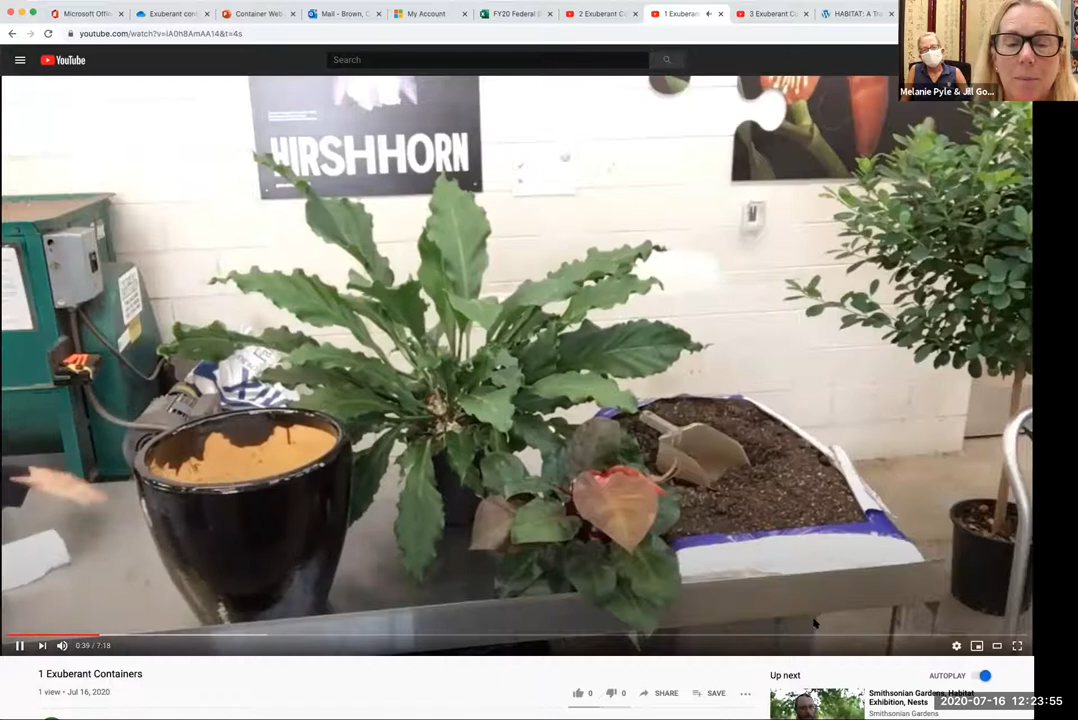 Microsoft Offic
Exuberant con
Container Web
Mail - Brown, C
My Account
FY20 Federal B
2 Exuberant Co
1 Exuberan
3 Exuberant Co
HABITAT: A Tra
youtube.com/watch?v=iA0h8AmAA14&t=4s
YouTube
Search
Melanie Pyle & Jill Go...
HIRSHHORN
0:39 / 7:18
1 Exuberant Containers
1 view • Jul 16, 2020
0
0
SHARE
SAVE
Up next
AUTOPLAY
Smithsonian Gardens, Habitat
Exhibition, Nests
Smithsonian Gardens
2020-07-16 12:23:55